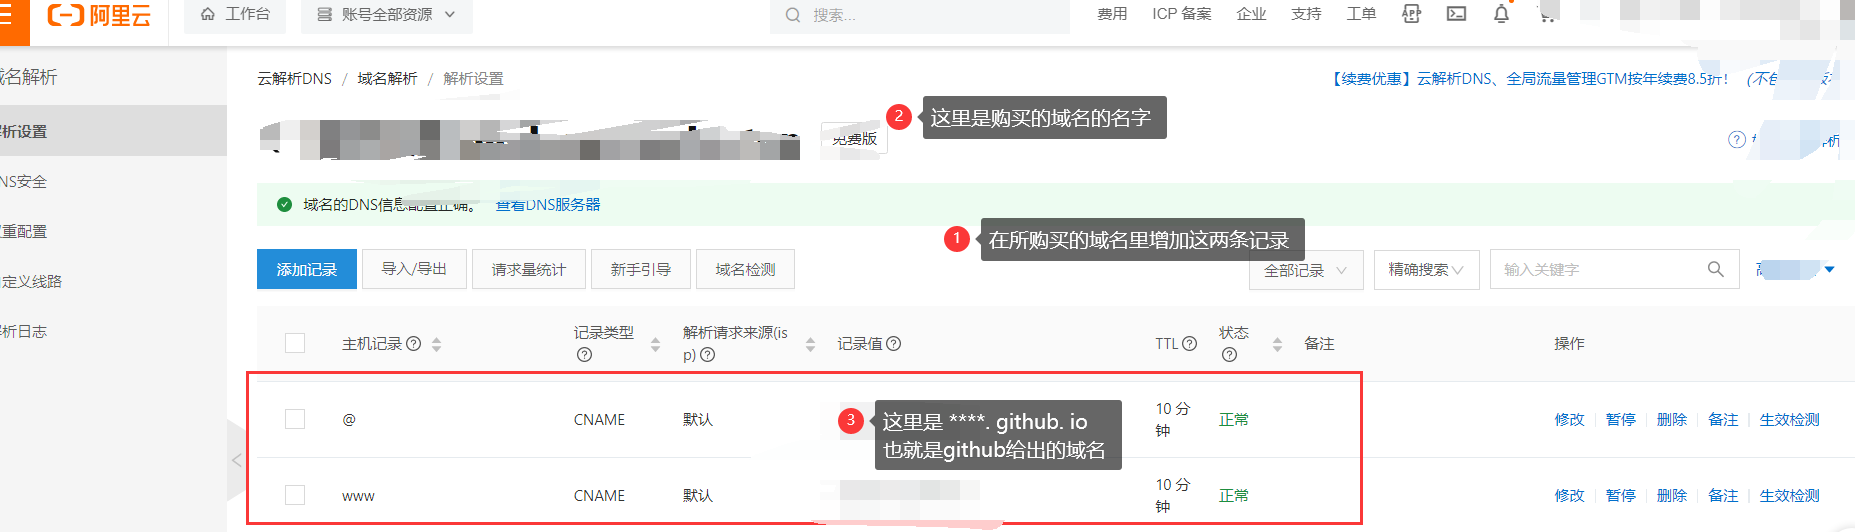 阿里云
工作台
账号全部资源
搜索...
费用
ICP 备案
企业
支持
工单
APP
域名解析
云解析DNS / 域名解析 / 解析设置
【续费优惠】云解析DNS、全局流量管理GTM按年续费8.5折！
2 这里是购买的域名的名字
免费版
解析设置
NS安全
重配置
域名的DNS信息配置正确。 查看DNS服务器
1 在所购买的域名里增加这两条记录
添加记录
导入/导出
请求量统计
新手引导
域名检测
全部记录
精确搜索
输入关键字
高
定义线路
解析日志
主机记录
记录类型
解析请求来源(isp)
记录值
TTL
状态
备注
操作
@
CNAME
默认
3 这里是 ****. github. io
也就是github给出的域名
10 分钟
正常
修改 暂停 删除 备注 生效检测
www
CNAME
默认
10 分钟
正常
修改 暂停 删除 备注 生效检测